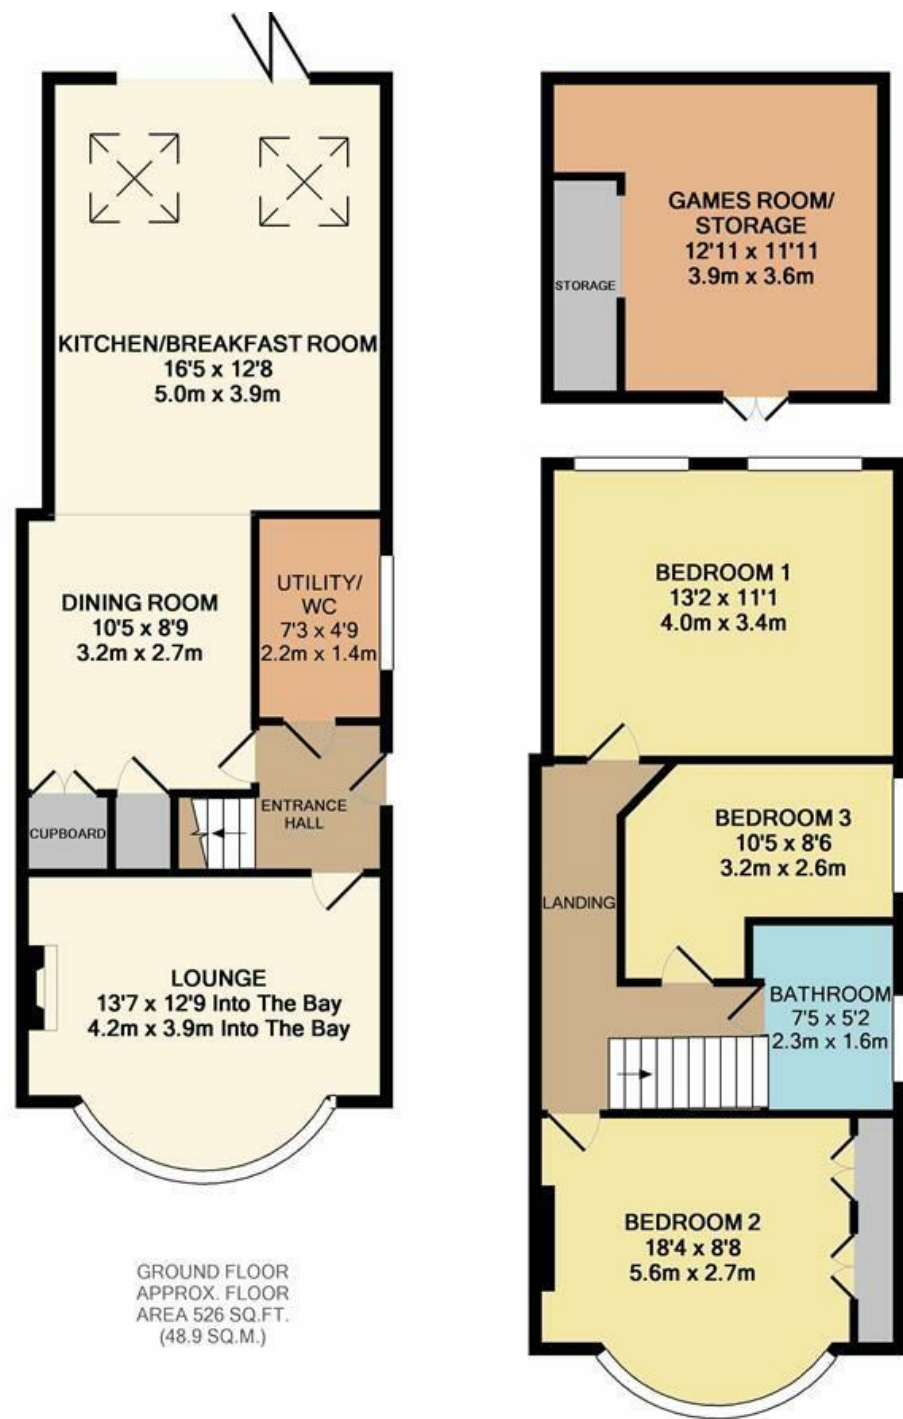 KITCHEN/BREAKFAST ROOM
16'5 x 12'8
5.0m x 3.9m
DINING ROOM
10'5 x 8'9
3.2m x 2.7m
UTILITY/
WC
7'3 x 4'9
2.2m x 1.4m
CUPBOARD
ENTRANCE
HALL
LOUNGE
13'7 x 12'9 Into The Bay
4.2m x 3.9m Into The Bay
GROUND FLOOR
APPROX. FLOOR
AREA 526 SQ.FT.
(48.9 SQ.M.)
GAMES ROOM/
STORAGE
12'11 x 11'11
3.9m x 3.6m
STORAGE
BEDROOM 1
13'2 x 11'1
4.0m x 3.4m
BEDROOM 3
10'5 x 8'6
3.2m x 2.6m
LANDING
BATHROOM
7'5 x 5'2
2.3m x 1.6m
BEDROOM 2
18'4 x 8'8
5.6m x 2.7m